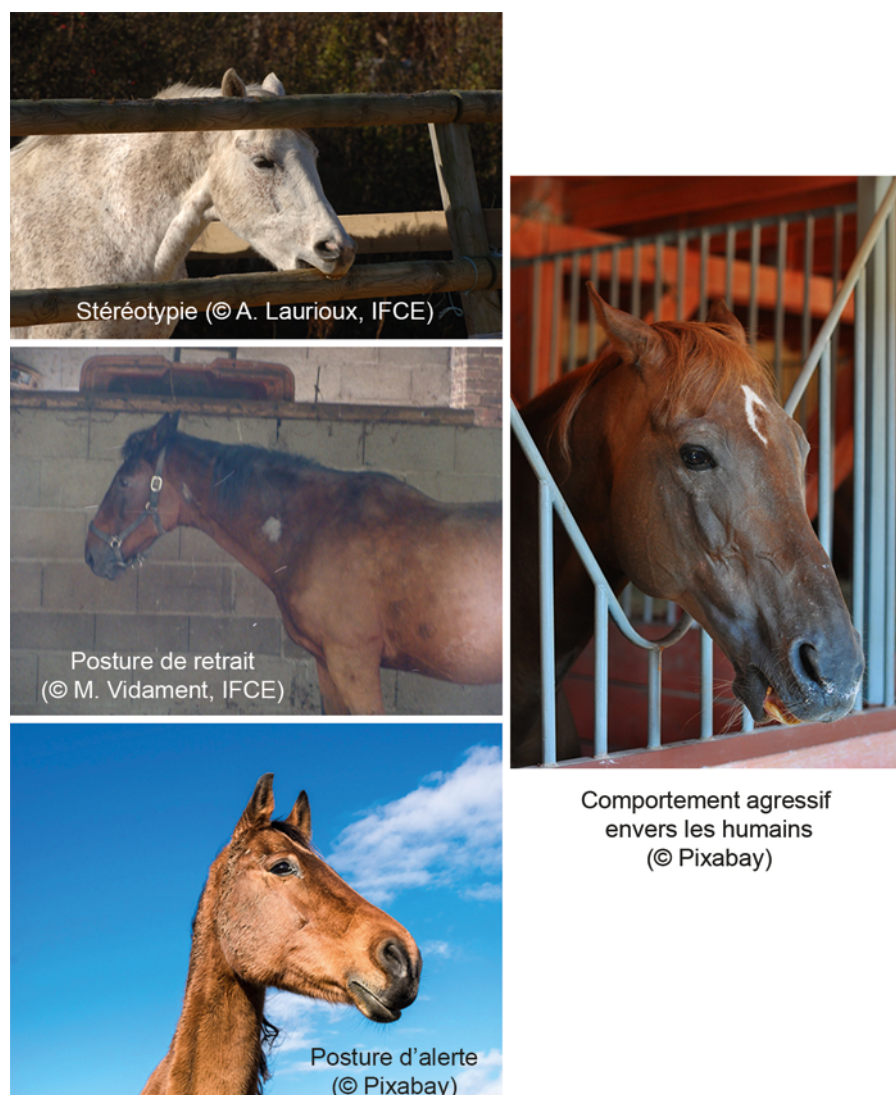 Stéréotypie (© A. Laurioux, IFCE)
Posture de retrait
(© M. Vidament, IFCE)
Posture d’alerte
(© Pixabay)
Comportement agressif
envers les humains
(© Pixabay)